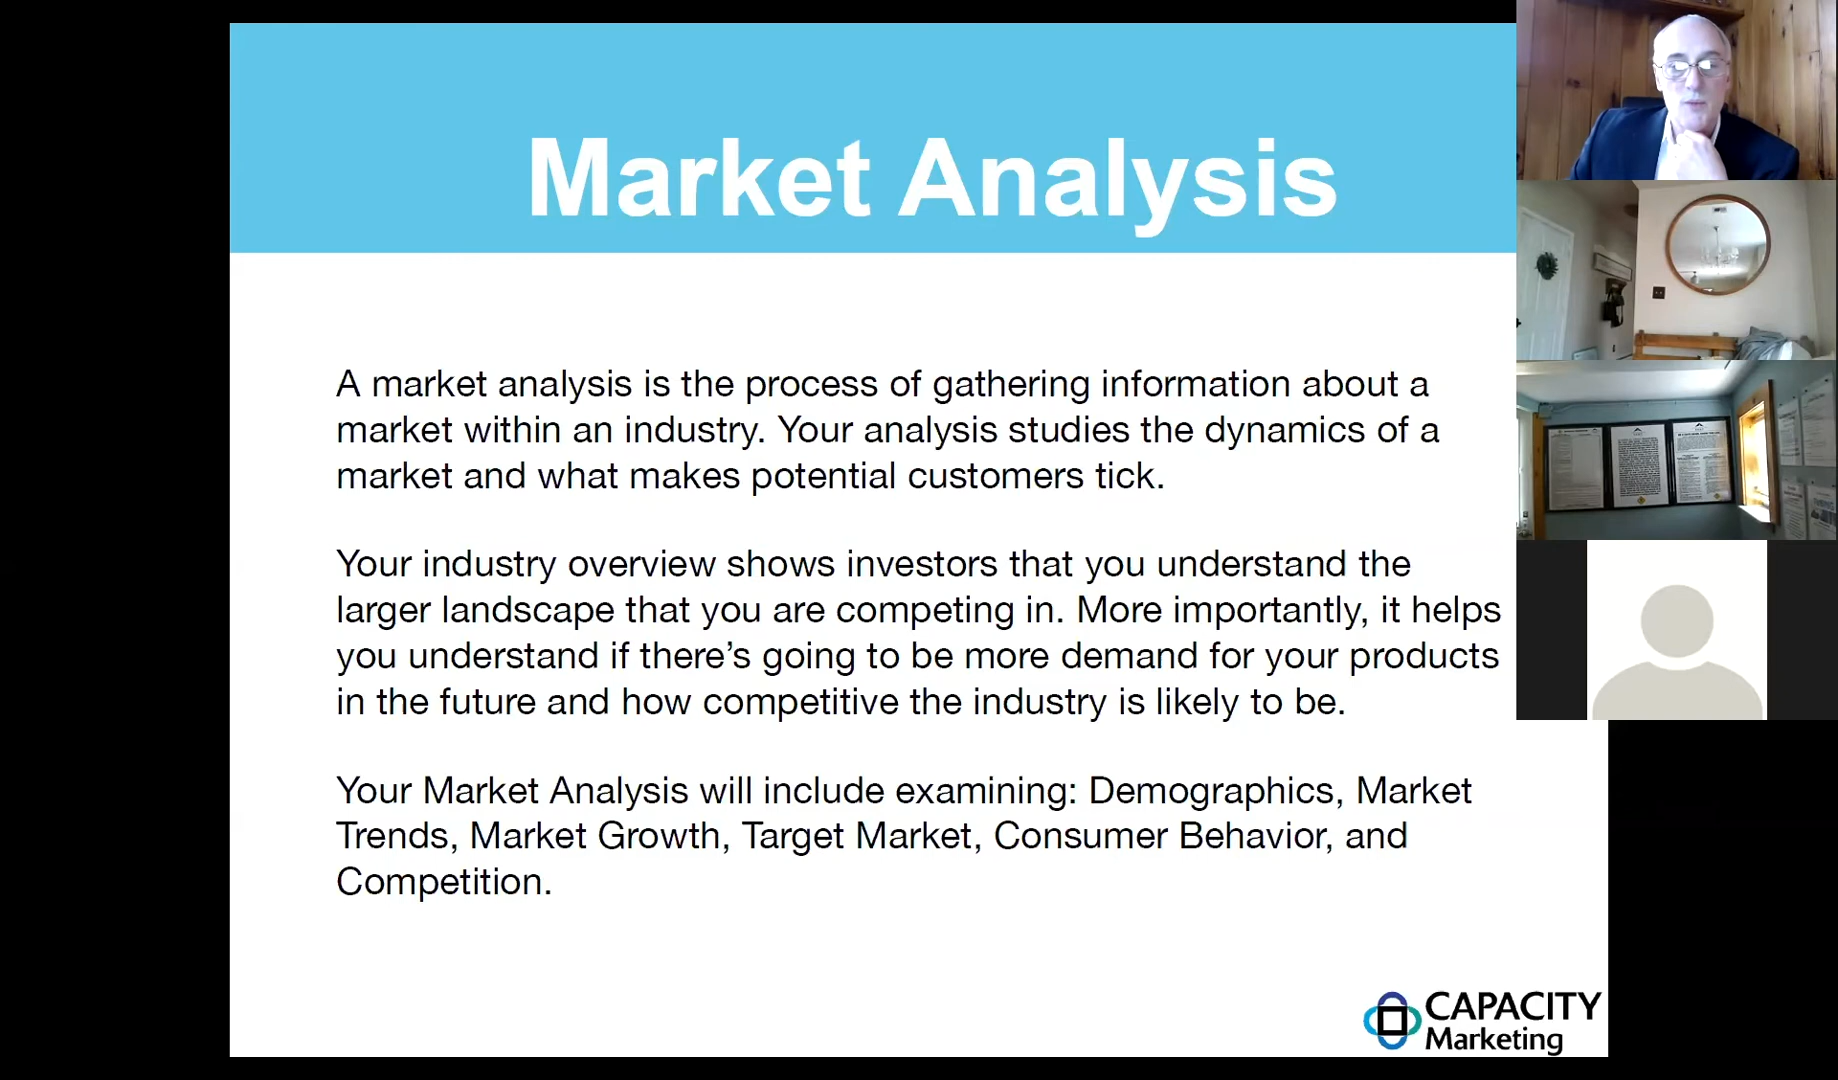 Market Analysis
A market analysis is the process of gathering information about a
market within an industry. Your analysis studies the dynamics of a
market and what makes potential customers tick.
Your industry overview shows investors that you understand the
larger landscape that you are competing in. More importantly, it helps
you understand if there’s going to be more demand for your products
in the future and how competitive the industry is likely to be.
Your Market Analysis will include examining: Demographics, Market
Trends, Market Growth, Target Market, Consumer Behavior, and
Competition.
CAPACITY
Marketing